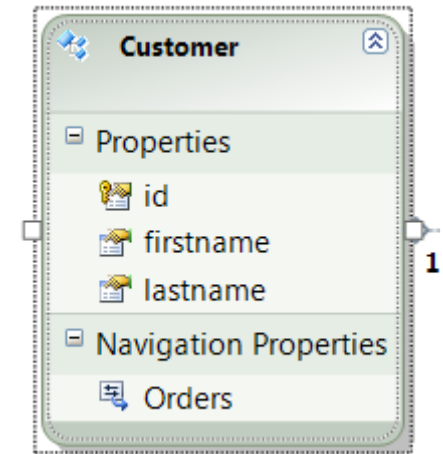 Customer
Properties
id
firstname
lastname
1
Navigation Properties
Orders